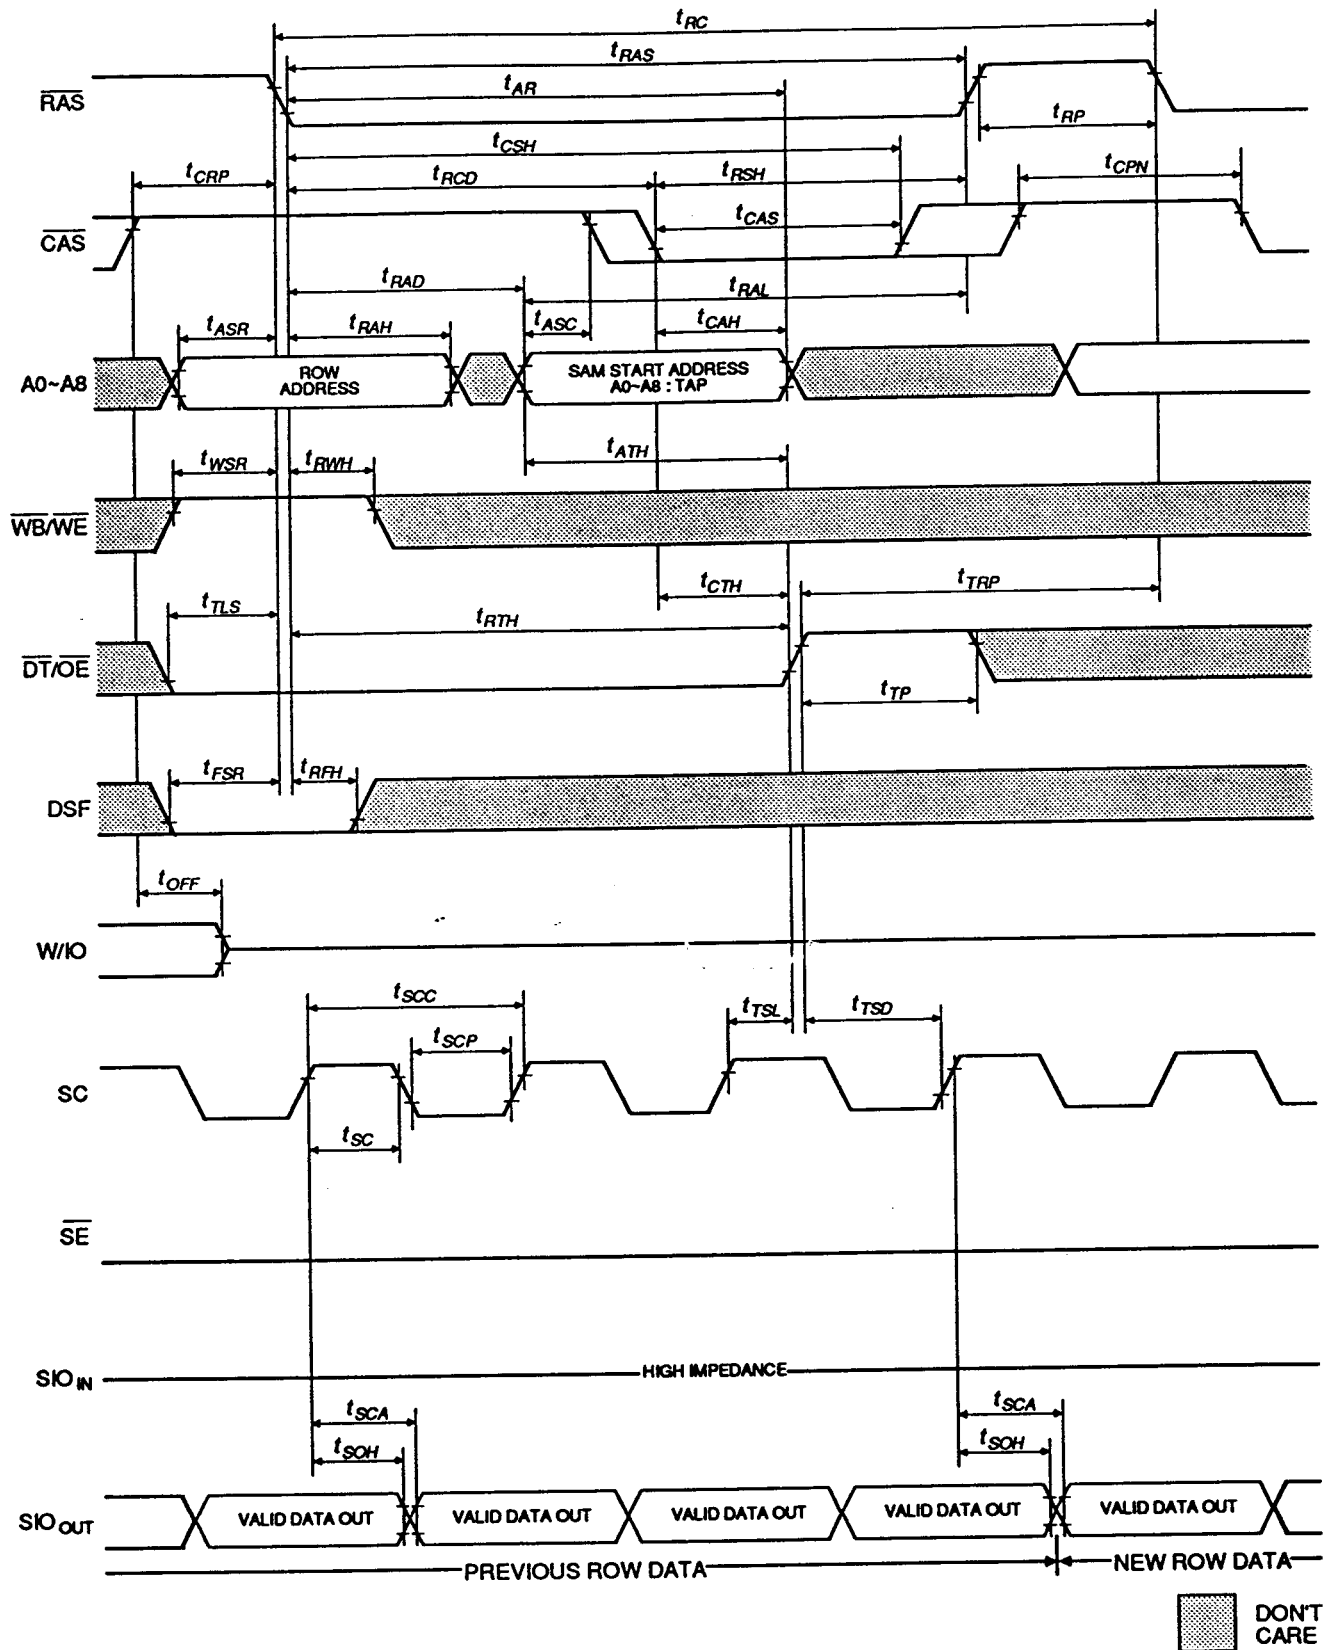 tRC
tRAS
tAR
RAS
tRP
tCSH
tCRP
tRCD
tRSH
tCPN
tCAS
CAS
tRAD
tRAL
tASR
tRAH
tASC
tCAH
A0~A8
ROW
ADDRESS
SAM START ADDRESS
A0~A8 : TAP
tATH
tWSR
tRWH
WB/WE
tCTH
tTRP
tTLS
tRTH
DT/OE
tTP
tFSR
tRFH
DSF
tOFF
W/IO
tSCC
tTSL
tTSD
tSCP
SC
tSC
SE
SIO IN
HIGH IMPEDANCE
tSCA
tSCA
tSOH
tSOH
SIO OUT
VALID DATA OUT
VALID DATA OUT
VALID DATA OUT
VALID DATA OUT
VALID DATA OUT
PREVIOUS ROW DATA
NEW ROW DATA
DON'T
CARE